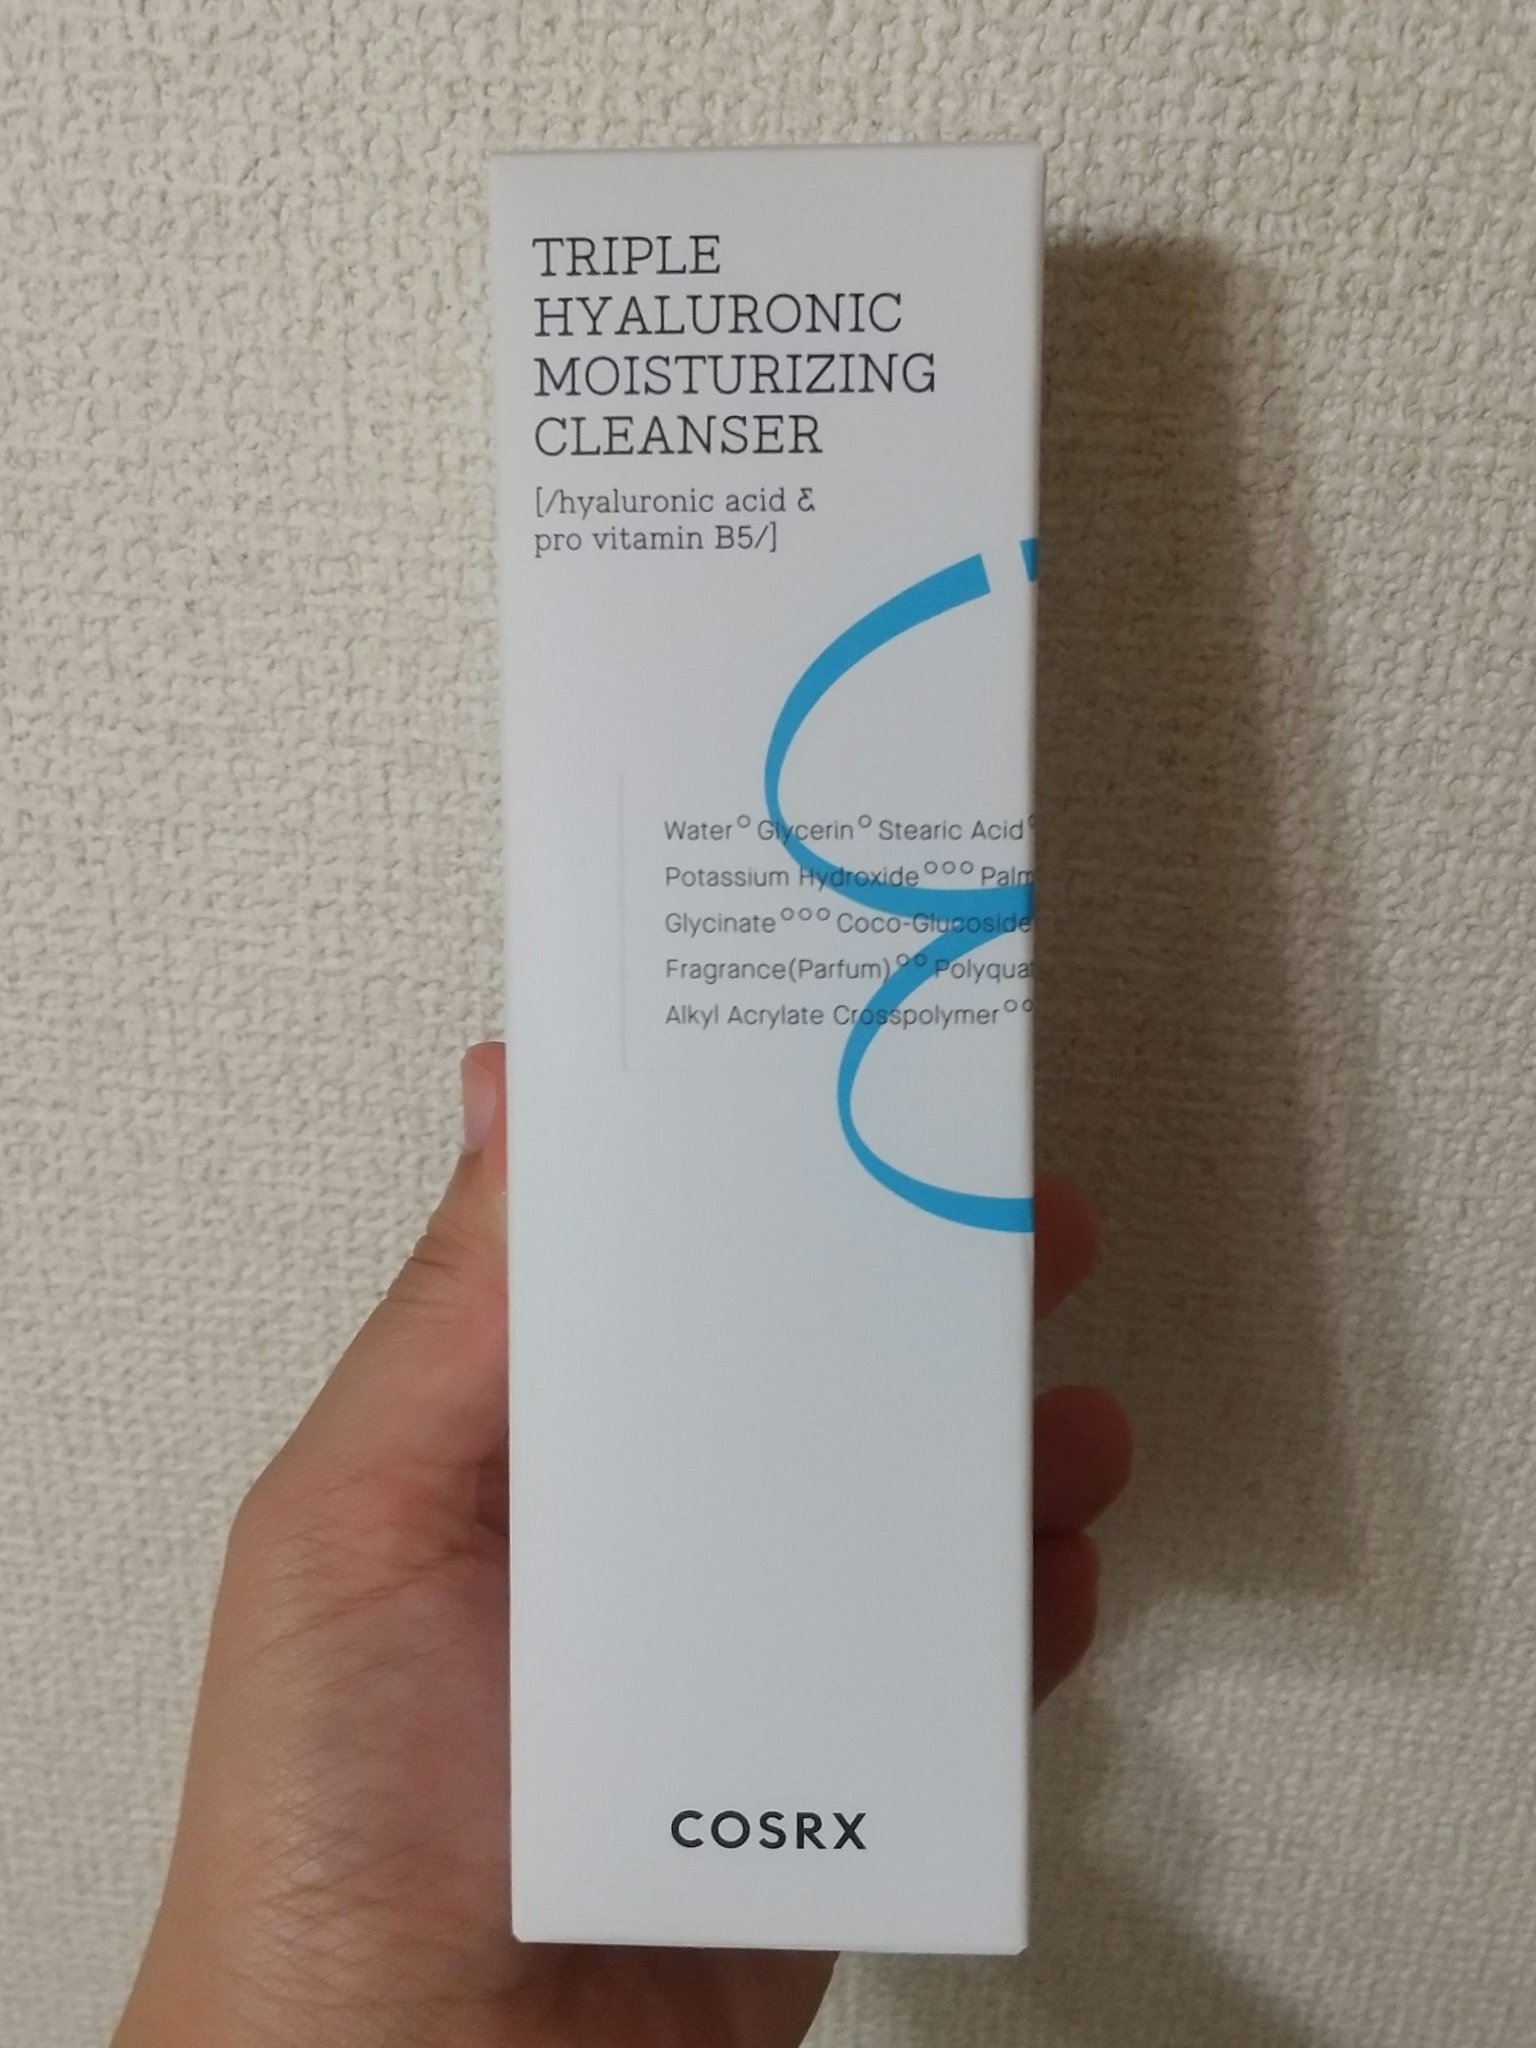 TRIPLE
HYALURONIC
MOISTURIZING
CLEANSER
[/hyaluronic acid &
pro vitamin B5/]
Water° Glycerin° Stearic Acid°
Potassium Hydroxide°°° Palm
Glycinate°°° Coco-Glucoside
Fragrance(Parfum)°° Polyquat
Alkyl Acrylate Crosspolymer°°
COSRX